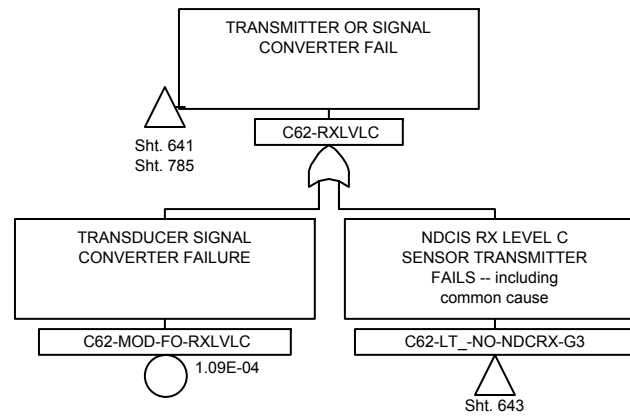 TRANSMITTER OR SIGNAL
CONVERTER FAIL
C62-RXLVLC
Sht. 641
Sht. 785
TRANSDUCER SIGNAL
CONVERTER FAILURE
C62-MOD-FO-RXLVLC
1.09E-04
NDCIS RX LEVEL C
SENSOR TRANSMITTER
FAILS -- including
common cause
C62-LT_-NO-NDCRX-G3
Sht. 643